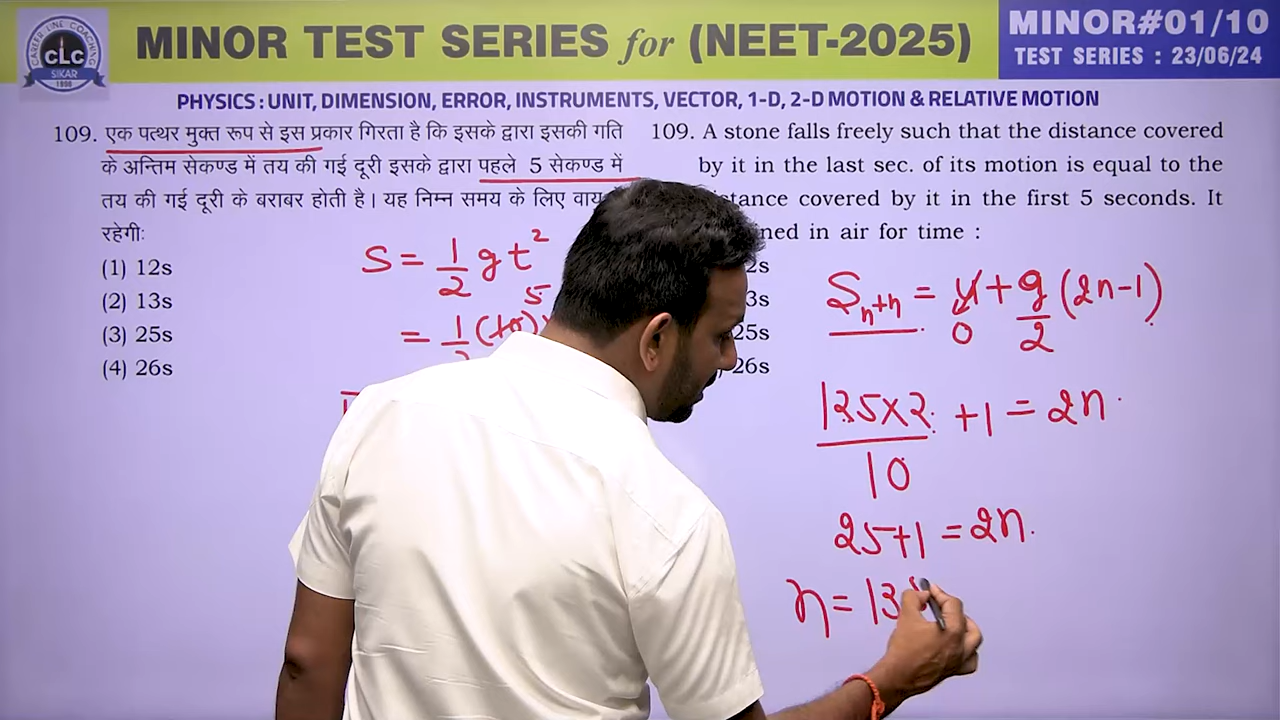 CAREER LINE COACHING
CLC
SIKAR
1996
MINOR TEST SERIES for (NEET-2025)
MINOR#01/10
TEST SERIES : 23/06/24
PHYSICS : UNIT, DIMENSION, ERROR, INSTRUMENTS, VECTOR, 1-D, 2-D MOTION & RELATIVE MOTION
109. एक पत्थर मुक्त रूप से इस प्रकार गिरता है कि इसके द्वारा इसकी गति
के अन्तिम सेकण्ड में तय की गई दूरी इसके द्वारा पहले 5 सेकण्ड में
तय की गई दूरी के बराबर होती है। यह निम्न समय के लिए
रहेगीः
(1) 12s
(2) 13s
(3) 25s
(4) 26s
S = 1/2 g t²
5
= 1/2 (10)
109. A stone falls freely such that the distance covered
by it in the last sec. of its motion is equal to the
stance covered by it in the first 5 seconds. It
ned in air for time :
2s
3s
25s
26s
Sₙ₊ₕ = u + g/2 (2n-1)
0
125×2/10 + 1 = 2n
25+1 = 2n
n = 13